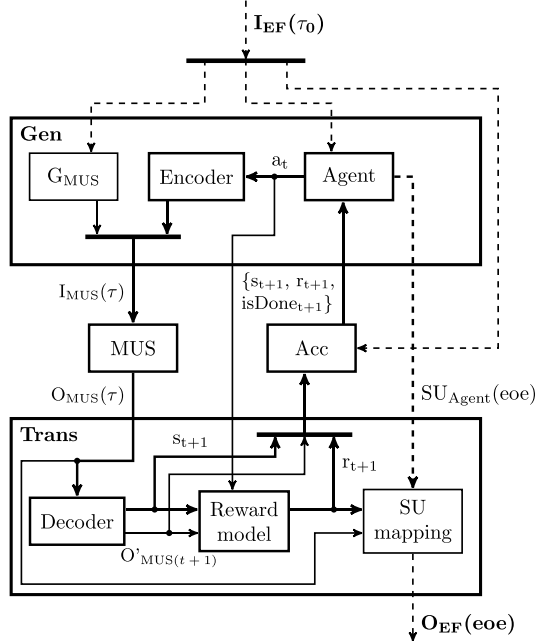 I_EF(τ₀)
Gen
G_MUS
Encoder
a_t
Agent
I_MUS(τ)
{s_t+1, r_t+1,
isDone_t+1}
MUS
Acc
O_MUS(τ)
SU_Agent(eoe)
Trans
s_t+1
r_t+1
Decoder
Reward
model
SU
mapping
O'_MUS(t+1)
O_EF(eoe)